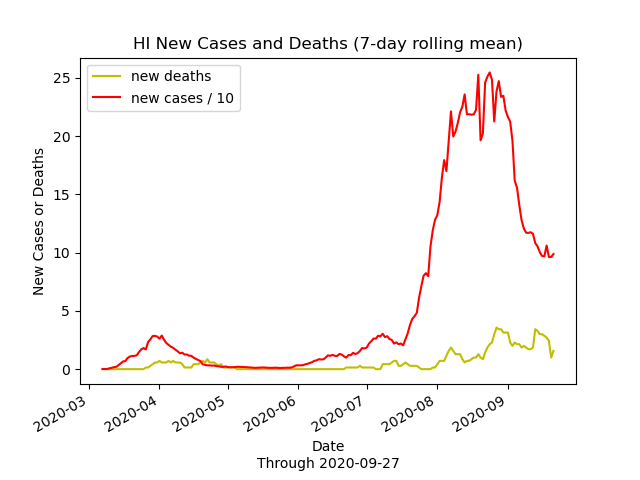 HI New Cases and Deaths (7-day rolling mean)
new deaths
new cases / 10
25
20
15
10
5
0
New Cases or Deaths
2020-03
2020-04
2020-05
2020-06
2020-07
2020-08
2020-09
Date
Through 2020-09-27